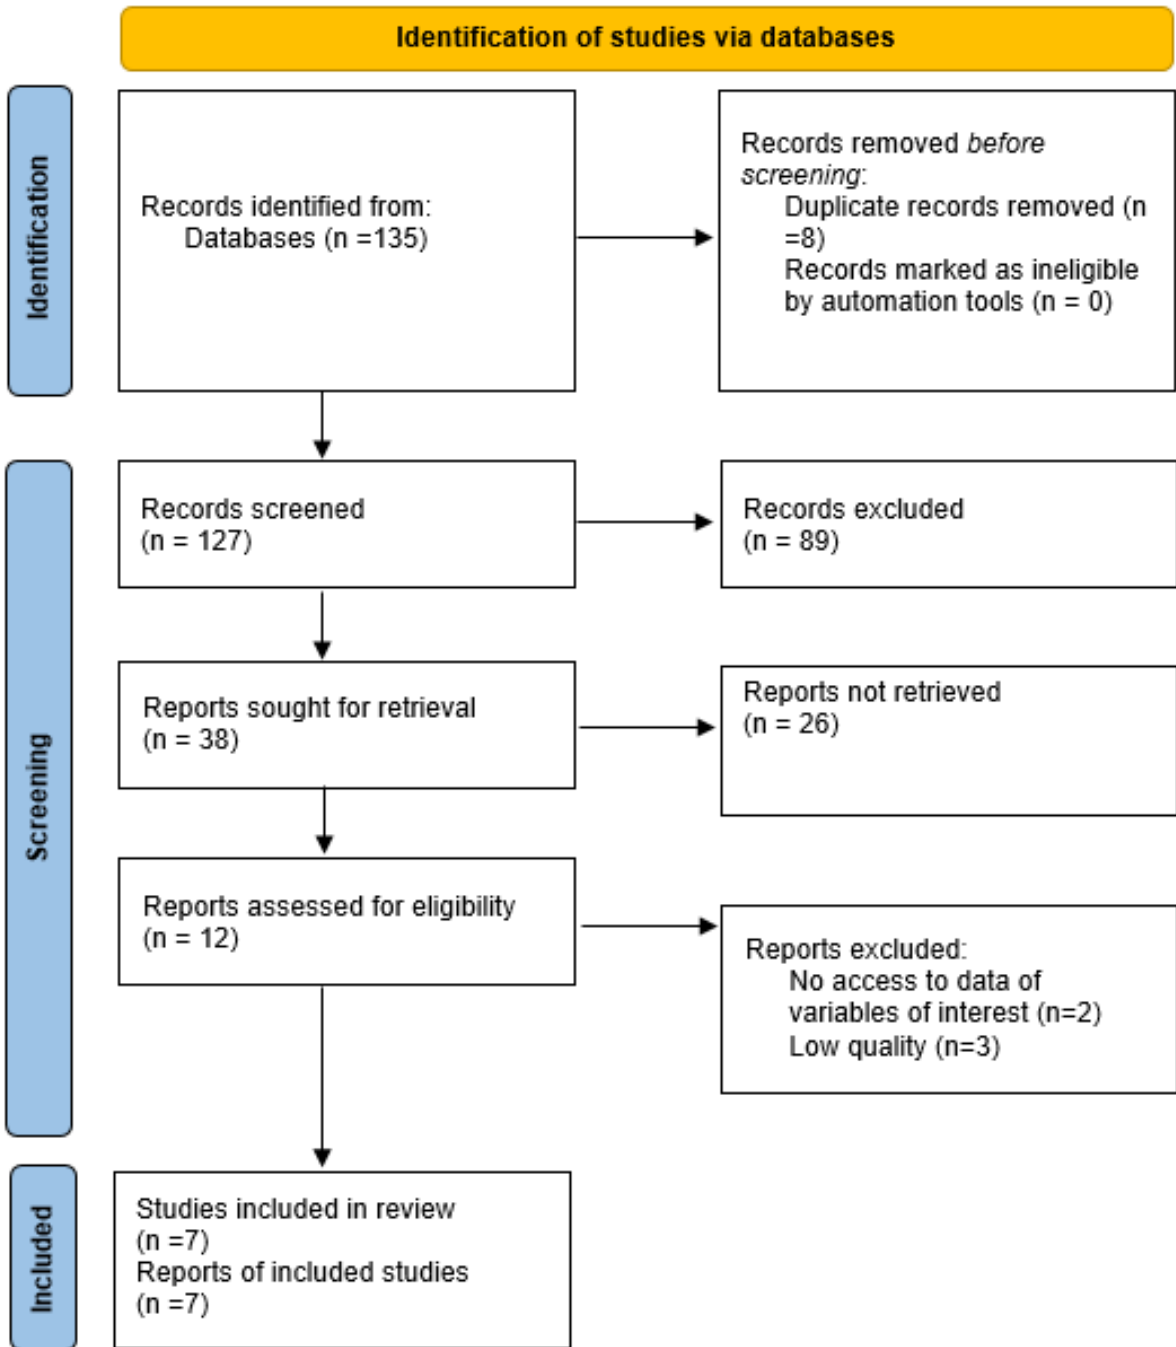 Identification of studies via databases
Identification
Records identified from:
Databases (n =135)
Records removed before
screening:
Duplicate records removed (n
=8)
Records marked as ineligible
by automation tools (n = 0)
Screening
Records screened
(n = 127)
Records excluded
(n = 89)
Reports sought for retrieval
(n = 38)
Reports not retrieved
(n = 26)
Reports assessed for eligibility
(n = 12)
Reports excluded:
No access to data of
variables of interest (n=2)
Low quality (n=3)
Included
Studies included in review
(n =7)
Reports of included studies
(n =7)